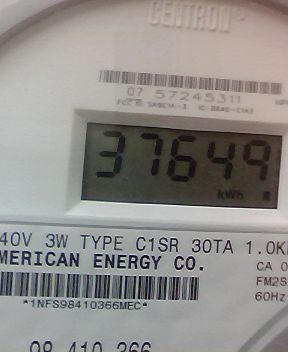 CENTRON®
07 57245311
37649
kWh
40V 3W TYPE C1SR 30TA 1.0K
MERICAN ENERGY CO.
CA 0
FM2S
60Hz
*1NFS98410366MEC*
98 410 366